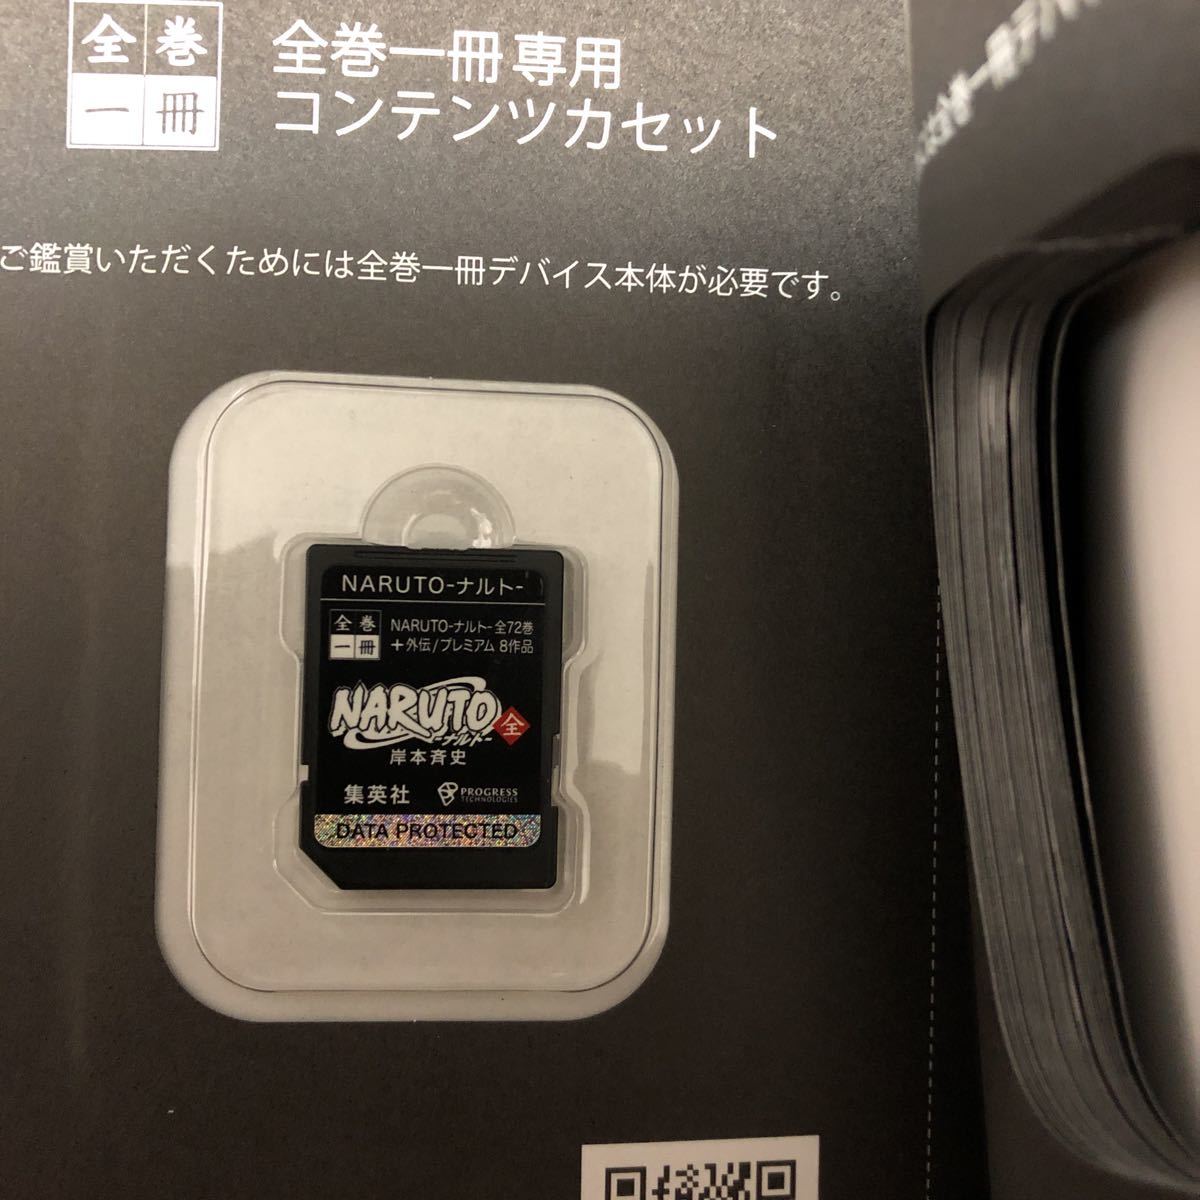 全巻
一冊
全巻一冊専用
コンテンツカセット
ご鑑賞いただくためには全巻一冊デバイス本体が必要です。
NARUTO-ナルト-
全巻
一冊
NARUTO-ナルト-全72巻
+外伝/プレミアム 8作品
NARUTO
-ナルト-
全
岸本斉史
集英社
PROGRESS
TECHNOLOGIES
DATA PROTECTED